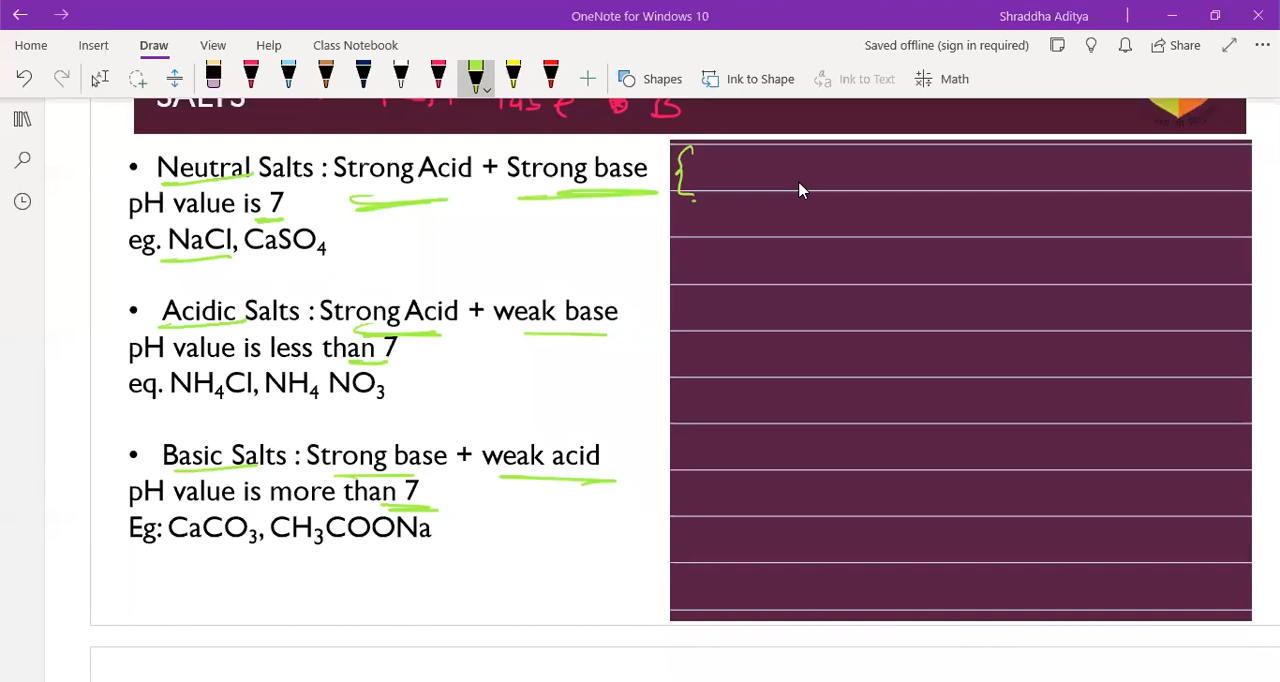 OneNote for Windows 10
Shraddha Aditya
Home Insert Draw View Help Class Notebook
Saved offline (sign in required)
Share
Shapes
Ink to Shape
Ink to Text
Math
SALTS
• Neutral Salts : Strong Acid + Strong base
pH value is 7
eg. NaCl, CaSO₄
• Acidic Salts : Strong Acid + weak base
pH value is less than 7
eq. NH₄Cl, NH₄ NO₃
• Basic Salts : Strong base + weak acid
pH value is more than 7
Eg: CaCO₃, CH₃COONa